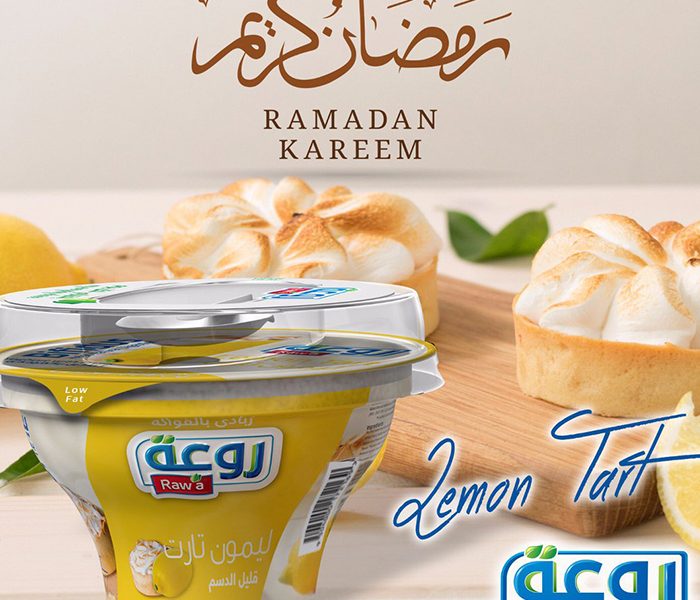 رمضان كريم
RAMADAN
KAREEM
Low
Fat
زبادي بالفواكه
روعة
Raw'a
ليمون تارت
قليل الدسم
Lemon Tart
روعة